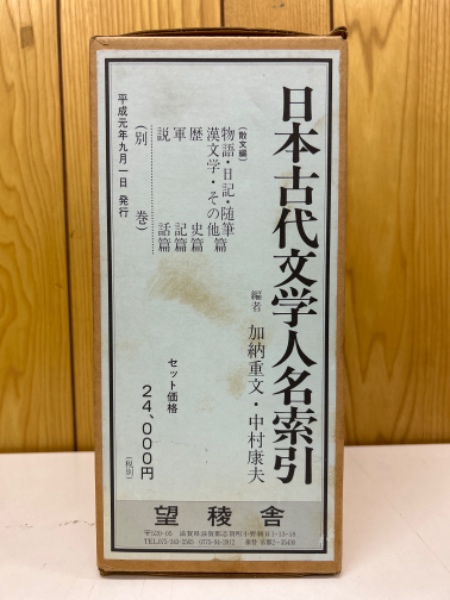 日本古代文学人名索引
(散文編)
物語・日記・随筆篇
漢文学・その他篇
歴史篇
軍記篇
説話篇
(別巻)
平成元年九月一日 発行
編者 加納重文・中村康夫
セット価格
24,000円
(税別)
望稜舎